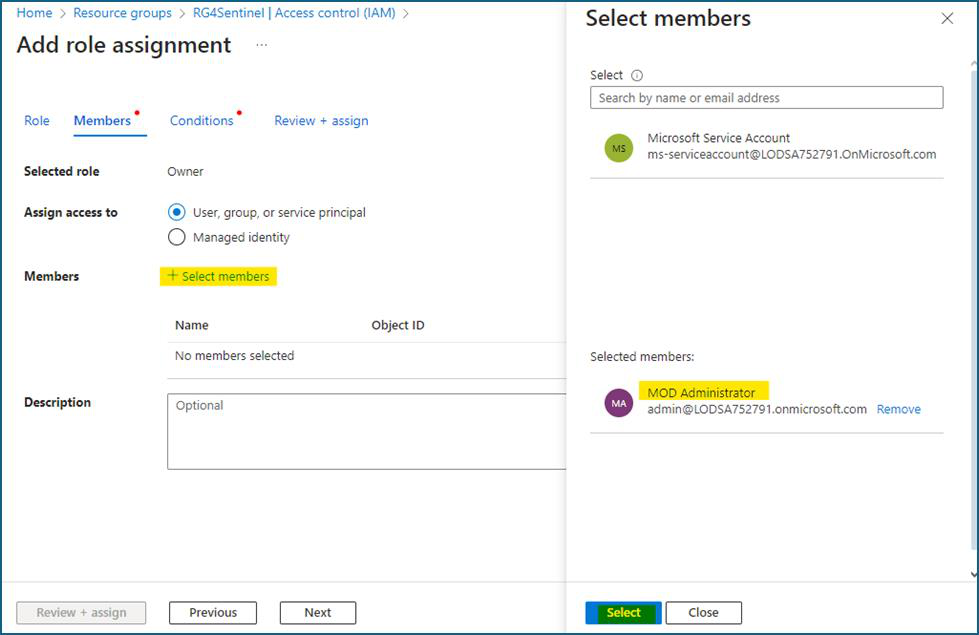 Home > Resource groups > RG4Sentinel | Access control (IAM) >
Add role assignment ...
Role Members Conditions Review + assign
Selected role Owner
Assign access to User, group, or service principal
Managed identity
Members + Select members
Name Object ID
No members selected
Description Optional
Review + assign Previous Next
Select members
Select
Search by name or email address
MS Microsoft Service Account
ms-serviceaccount@LODSA752791.OnMicrosoft.com
Selected members:
MA MOD Administrator
admin@LODSA752791.onmicrosoft.com Remove
Select Close